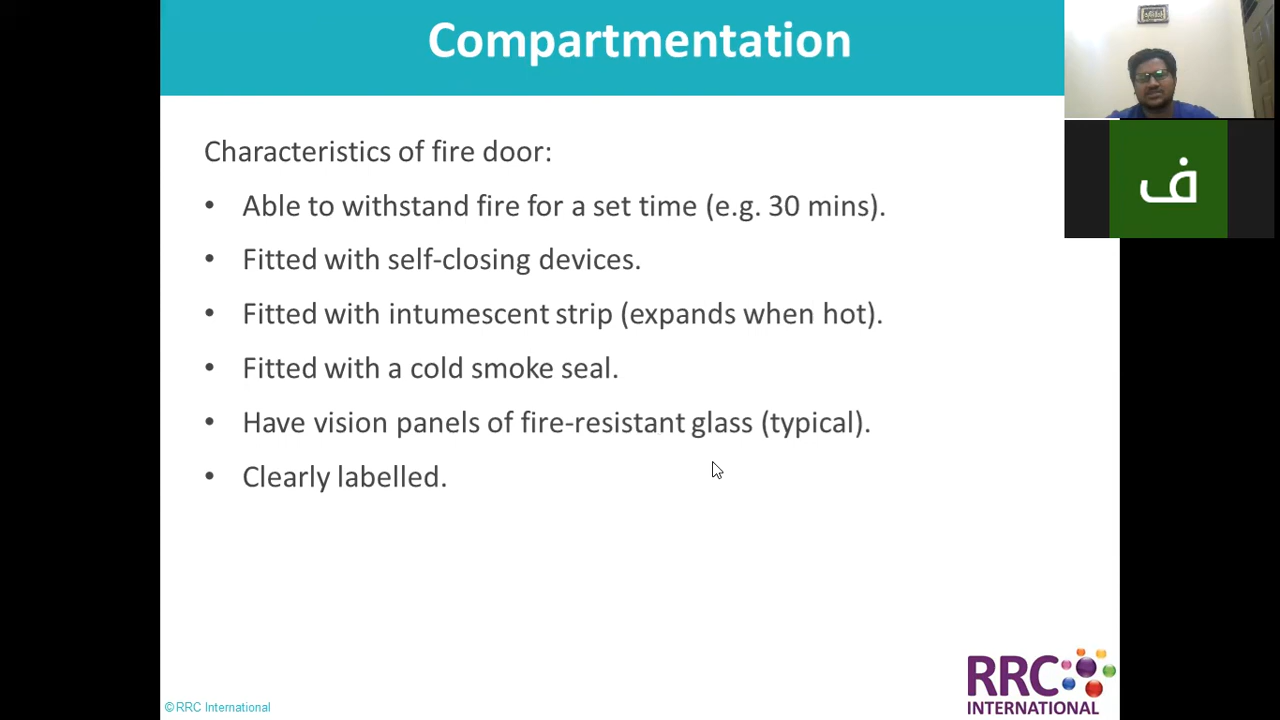 Compartmentation
Characteristics of fire door:
• Able to withstand fire for a set time (e.g. 30 mins).
• Fitted with self-closing devices.
• Fitted with intumescent strip (expands when hot).
• Fitted with a cold smoke seal.
• Have vision panels of fire-resistant glass (typical).
• Clearly labelled.
ف
RRC
INTERNATIONAL
©RRC International